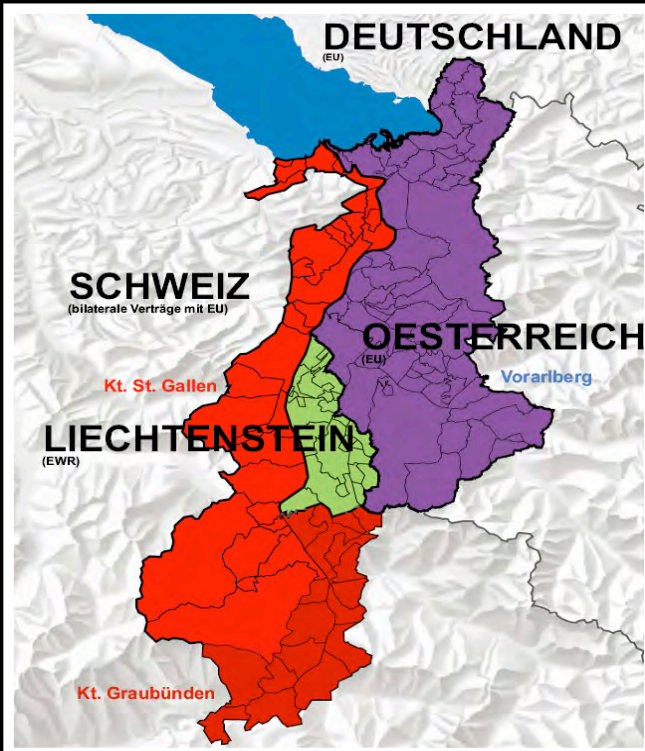 DEUTSCHLAND
(EU)
SCHWEIZ
(bilaterale Verträge mit EU)
OESTERREICH
(EU)
Vorarlberg
Kt. St. Gallen
LIECHTENSTEIN
(EWR)
Kt. Graubünden